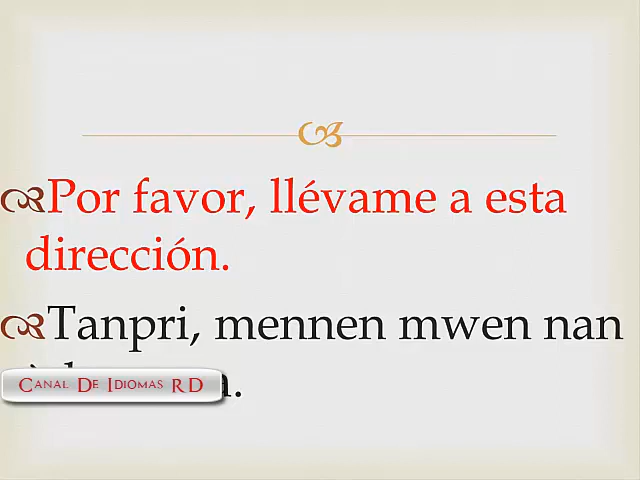 Por favor, llévame a esta
dirección.
Tanpri, mennen mwen nan
Canal De Idiomas RD